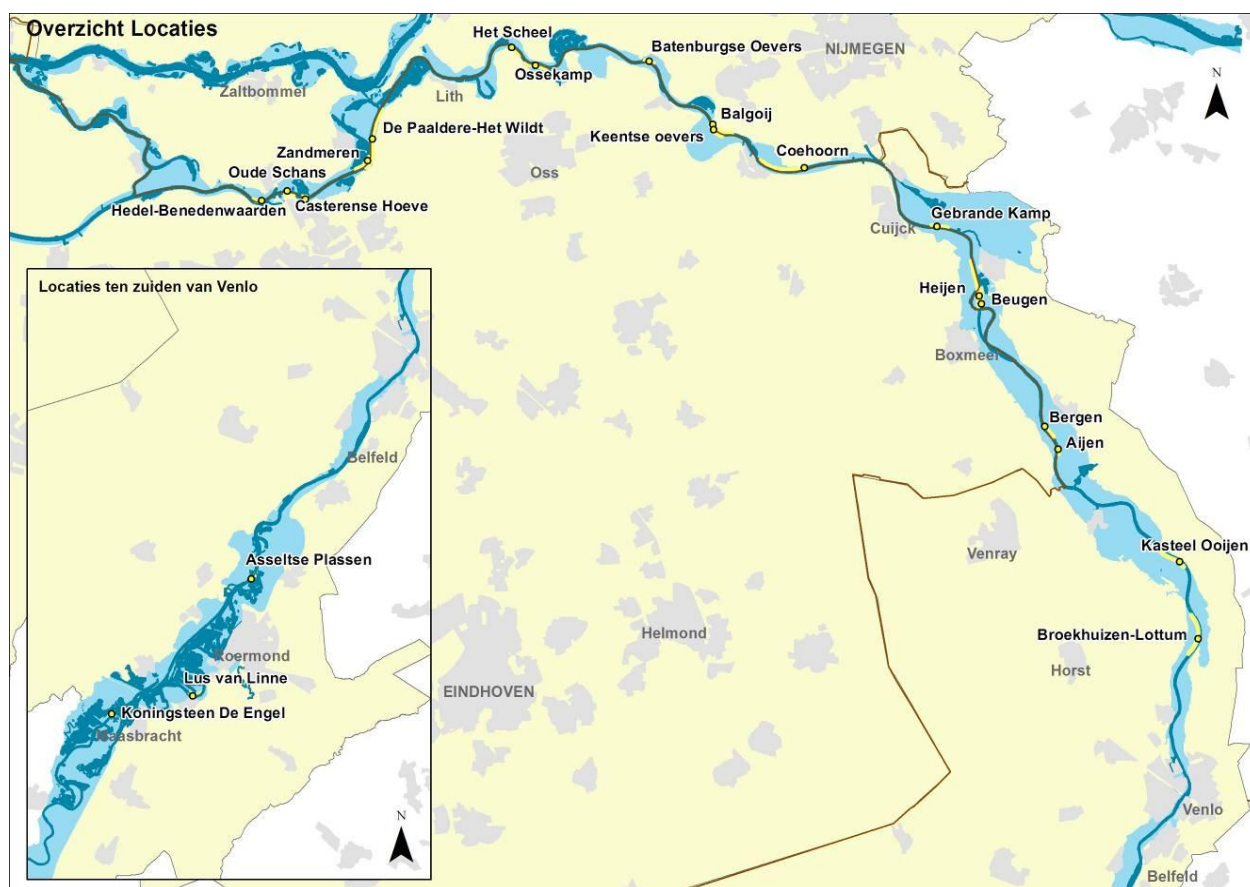 Overzicht Locaties
Het Scheel
Batenburgse Oevers
NIJMEGEN
N
Ossekamp
Zaltbommel
Lith
Balgoij
De Paaldere-Het Wildt
Keentse oevers
Zandmeren
Coehoorn
Oude Schans
Oss
Hedel-Benedenwaarden
Casterense Hoeve
Gebrande Kamp
Cuijck
Locaties ten zuiden van Venlo
Heijen
Beugen
Boxmeer
Bergen
Aijen
Belfeld
Kasteel Ooijen
Venray
Asseltse Plassen
Helmond
Broekhuizen-Lottum
Roermond
Horst
Lus van Linne
EINDHOVEN
Koningsteen De Engel
Maasbracht
N
Venlo
Belfeld